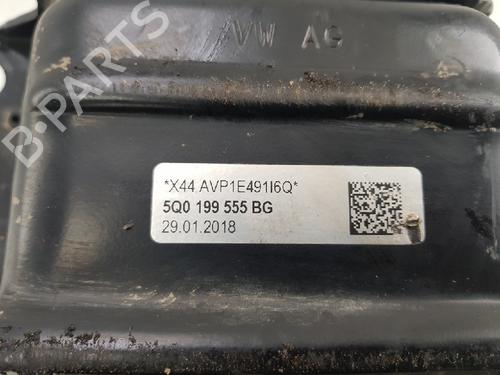 VW AG
B-PARTS
*X44 AVP1E491I6Q*
5Q0 199 555 BG
29.01.2018